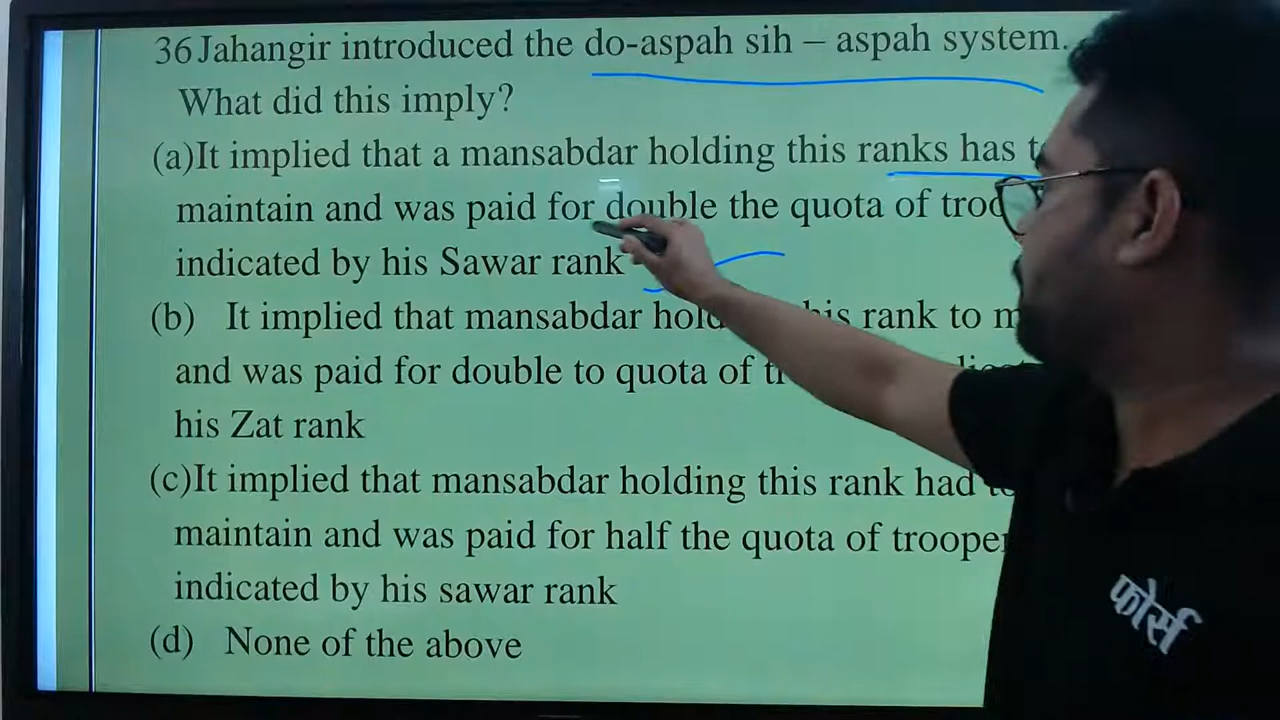 36 Jahangir introduced the do-aspah sih – aspah system.
What did this imply?
(a)It implied that a mansabdar holding this ranks has
maintain and was paid for double the quota of
indicated by his Sawar rank
(b) It implied that mansabdar this rank to
and was paid for double to quota of
his Zat rank
(c)It implied that mansabdar holding this rank had to
maintain and was paid for half the quota of
indicated by his sawar rank
(d) None of the above
फोर्स